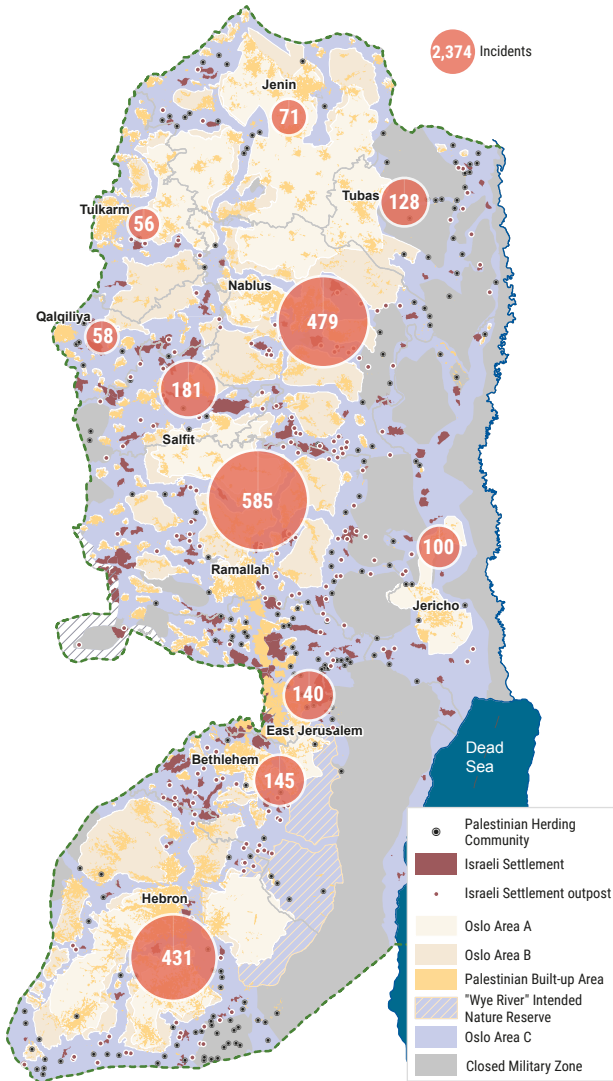 2,374 Incidents
Jenin
71
Tubas
128
Tulkarm
56
Nablus
479
Qalqiliya
58
181
Salfit
585
Ramallah
100
Jericho
140
East Jerusalem
Bethlehem
145
Hebron
431
Dead
Sea
Palestinian Herding
Community
Israeli Settlement
Israeli Settlement outpost
Oslo Area A
Oslo Area B
Palestinian Built-up Area
"Wye River" Intended
Nature Reserve
Oslo Area C
Closed Military Zone